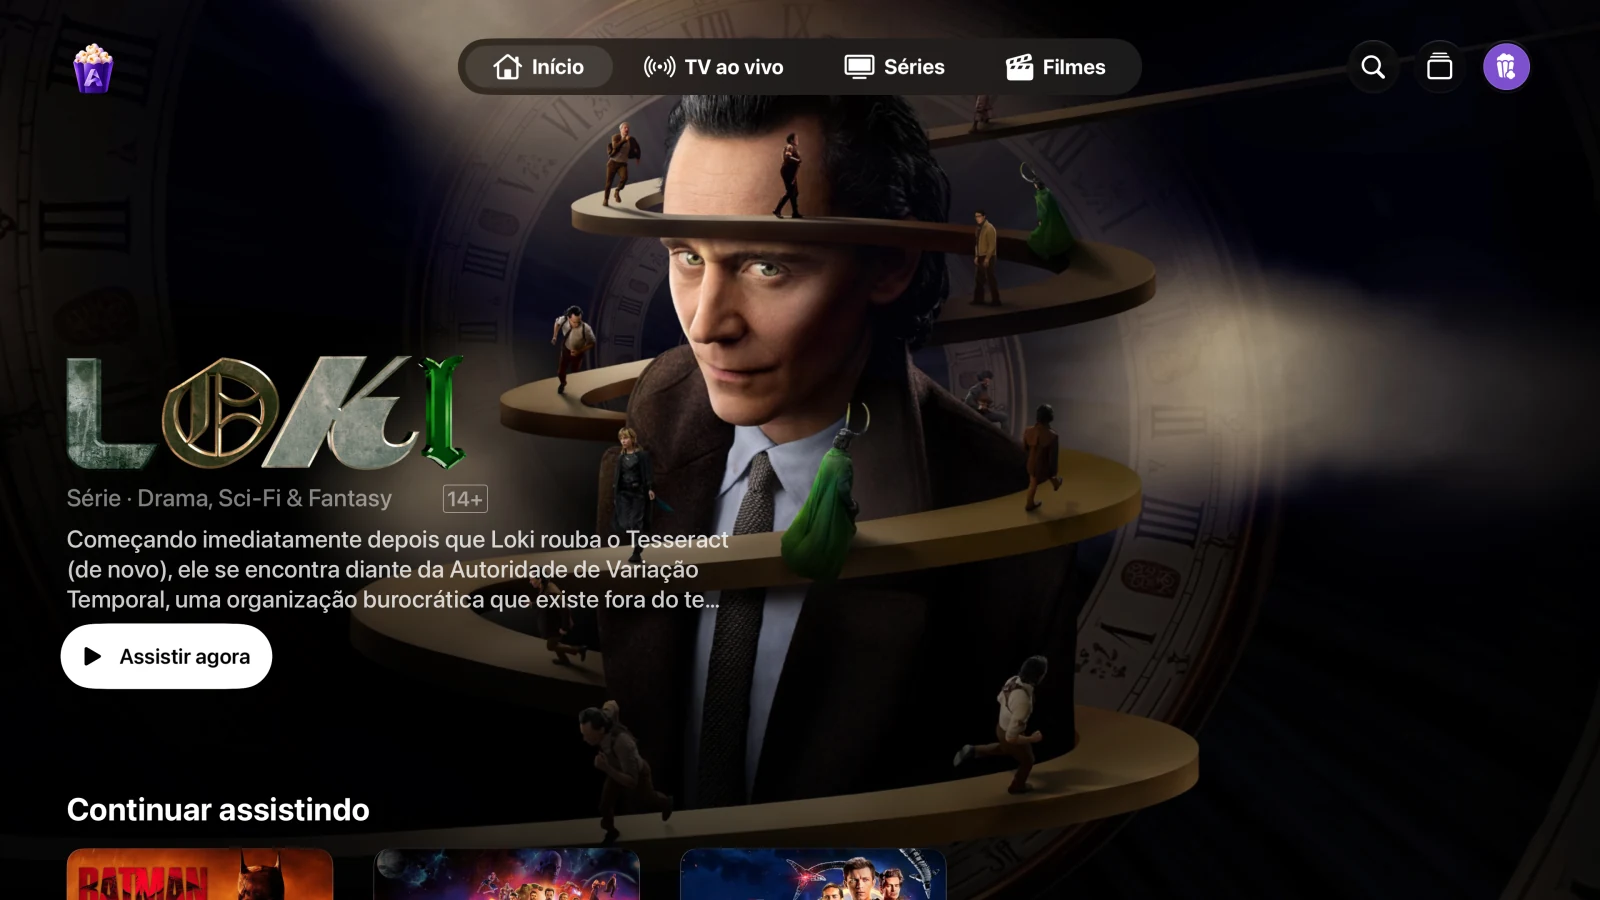 A
Início
TV ao vivo
Séries
Filmes
LOKI
Série · Drama, Sci-Fi & Fantasy
14+
Começando imediatamente depois que Loki rouba o Tesseract
(de novo), ele se encontra diante da Autoridade de Variação
Temporal, uma organização burocrática que existe fora do te...
Assistir agora
Continuar assistindo
BATMAN